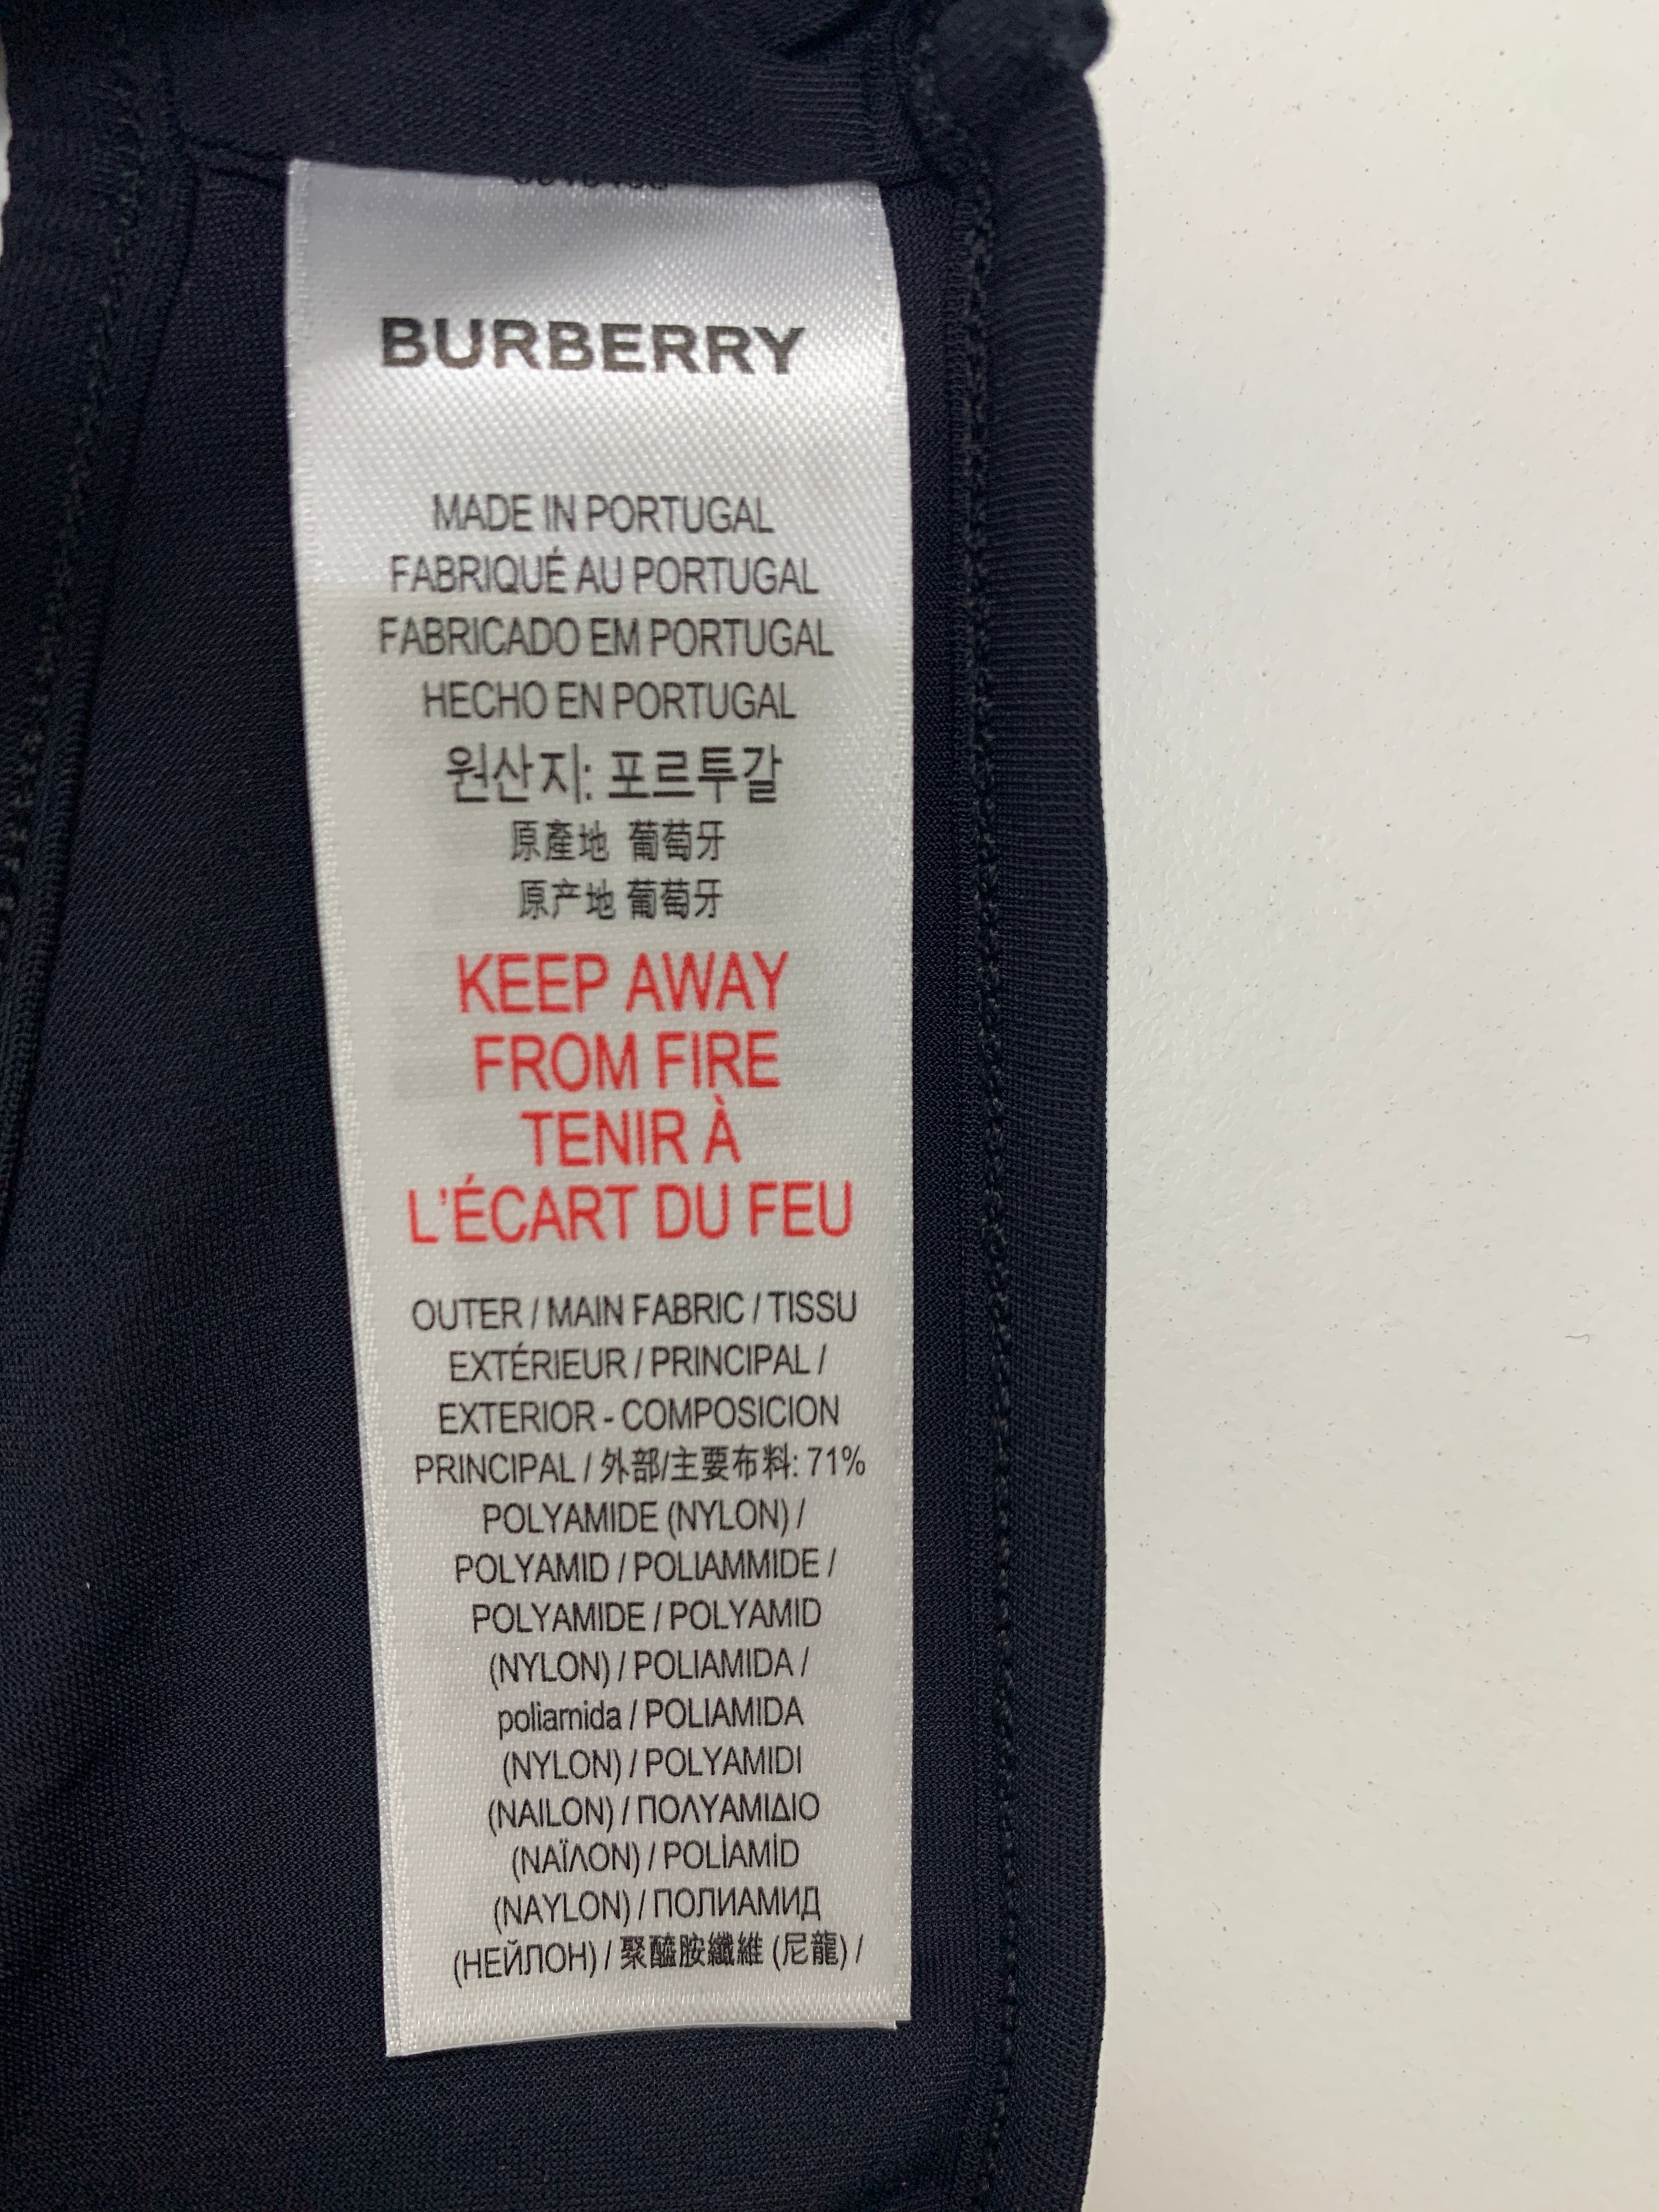 BURBERRY
MADE IN PORTUGAL
FABRIQUÉ AU PORTUGAL
FABRICADO EM PORTUGAL
HECHO EN PORTUGAL
원산지: 포르투갈
原產地 葡萄牙
原产地 葡萄牙
KEEP AWAY
FROM FIRE
TENIR À
L'ÉCART DU FEU
OUTER / MAIN FABRIC / TISSU
EXTÉRIEUR / PRINCIPAL /
EXTERIOR - COMPOSICION
PRINCIPAL / 外部/主要布料: 71%
POLYAMIDE (NYLON) /
POLYAMID / POLIAMMIDE /
POLYAMIDE / POLYAMID
(NYLON) / POLIAMIDA /
poliamida / POLIAMIDA
(NYLON) / POLYAMIDI
(NAILON) / ΠΟΛΥΑΜΙΔΙΟ
(ΝΑΪΛΟΝ) / POLİAMİD
(NAYLON) / ПОЛИАМИД
(НЕЙЛОН) / 聚醯胺纖維 (尼龍) /